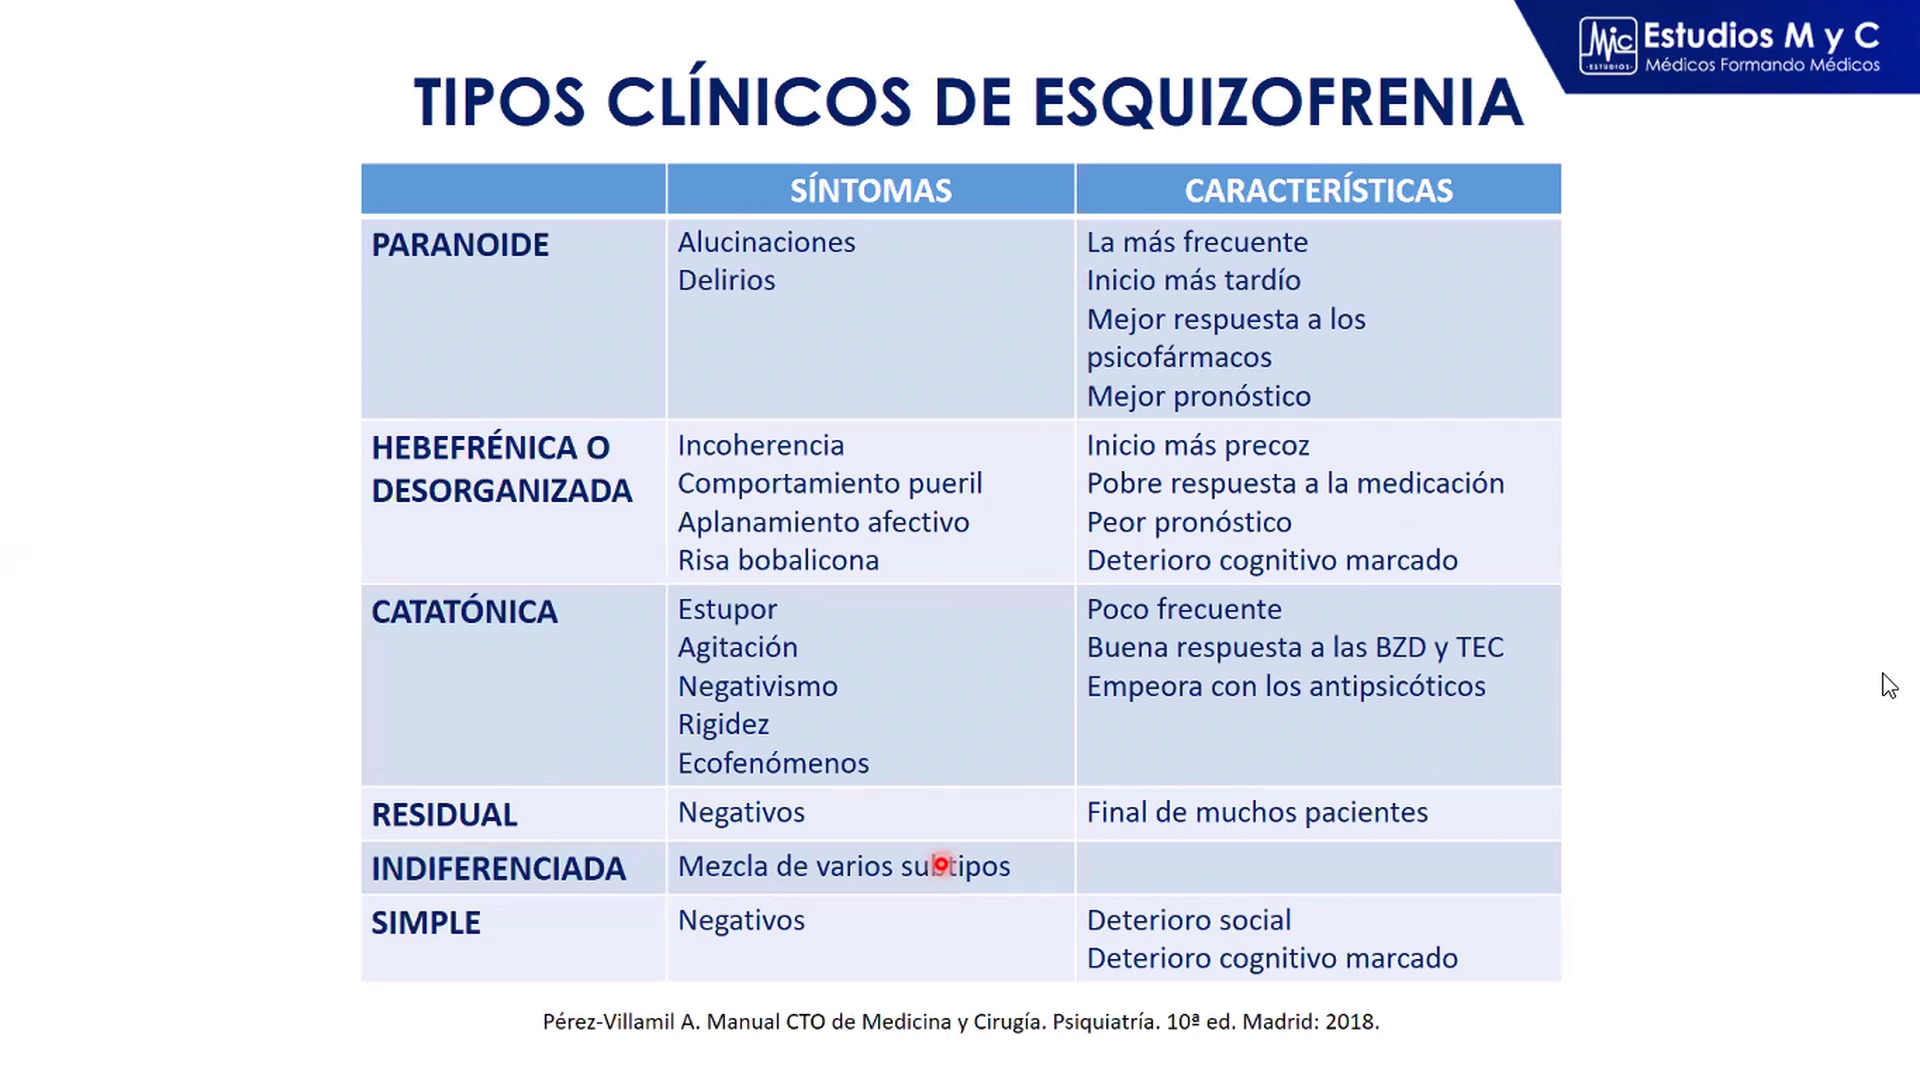 Mic
ESTUDIOS
Estudios M y C
Médicos Formando Médicos
TIPOS CLÍNICOS DE ESQUIZOFRENIA
SÍNTOMAS
CARACTERÍSTICAS
PARANOIDE
Alucinaciones
Delirios
La más frecuente
Inicio más tardío
Mejor respuesta a los
psicofármacos
Mejor pronóstico
HEBEFRÉNICA O
DESORGANIZADA
Incoherencia
Comportamiento pueril
Aplanamiento afectivo
Risa bobalicona
Inicio más precoz
Pobre respuesta a la medicación
Peor pronóstico
Deterioro cognitivo marcado
CATATÓNICA
Estupor
Agitación
Negativismo
Rigidez
Ecofenómenos
Poco frecuente
Buena respuesta a las BZD y TEC
Empeora con los antipsicóticos
RESIDUAL
Negativos
Final de muchos pacientes
INDIFERENCIADA
Mezcla de varios subtipos
SIMPLE
Negativos
Deterioro social
Deterioro cognitivo marcado
Pérez-Villamil A. Manual CTO de Medicina y Cirugía. Psiquiatría. 10ª ed. Madrid: 2018.